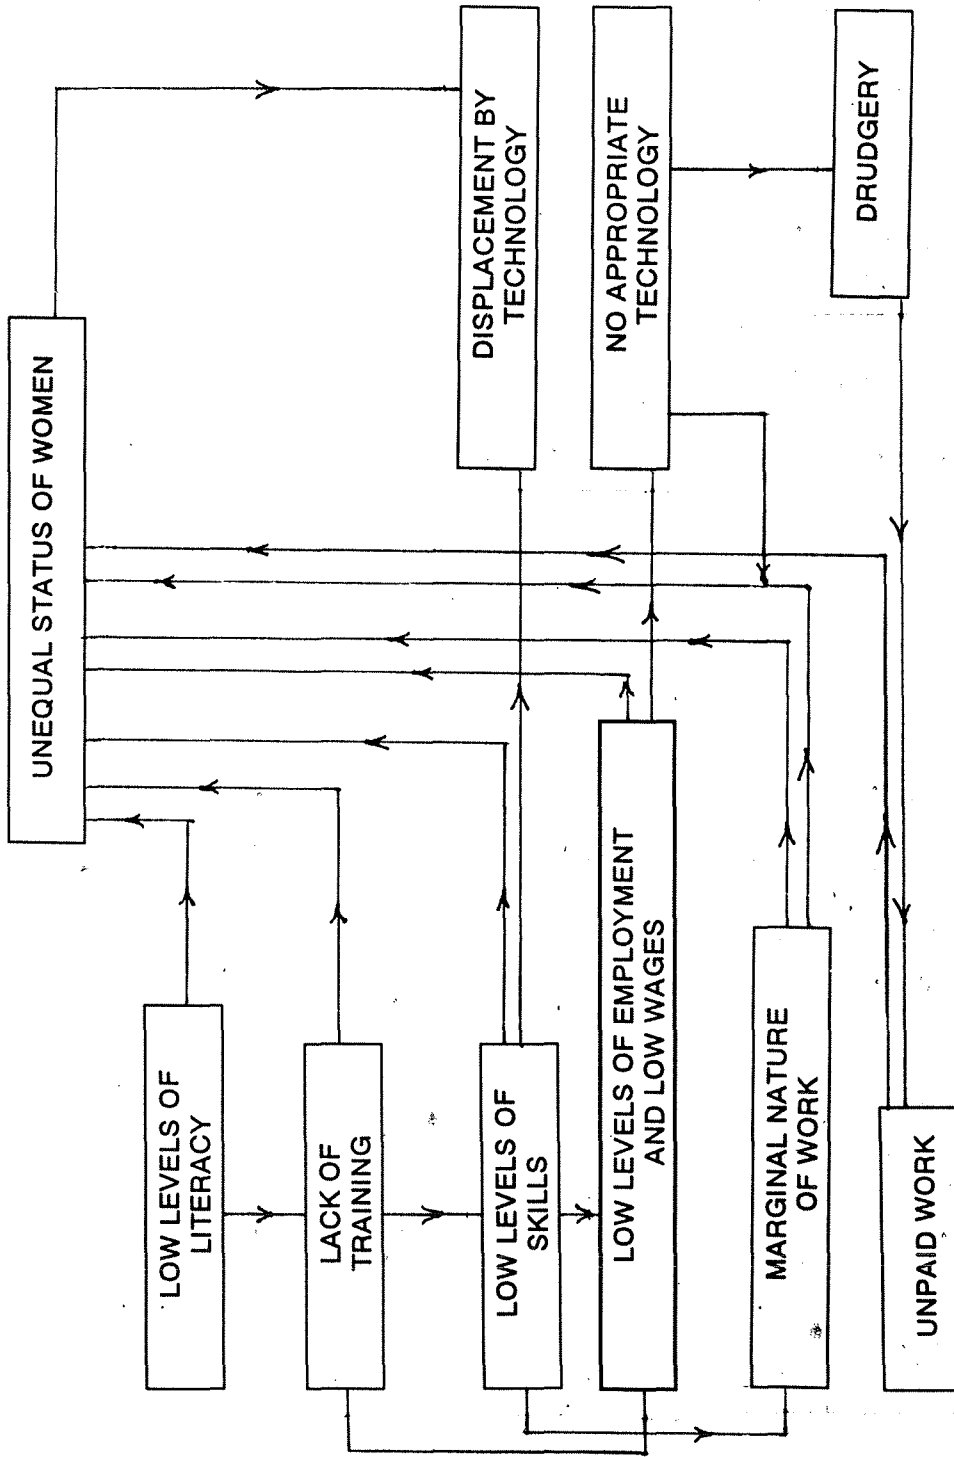 UNEQUAL STATUS OF WOMEN
LOW LEVELS OF
LITERACY
LACK OF
TRAINING
LOW LEVELS OF
SKILLS
LOW LEVELS OF EMPLOYMENT
AND LOW WAGES
MARGINAL NATURE
OF WORK
UNPAID WORK
DISPLACEMENT BY
TECHNOLOGY
NO APPROPRIATE
TECHNOLOGY
DRUDGERY